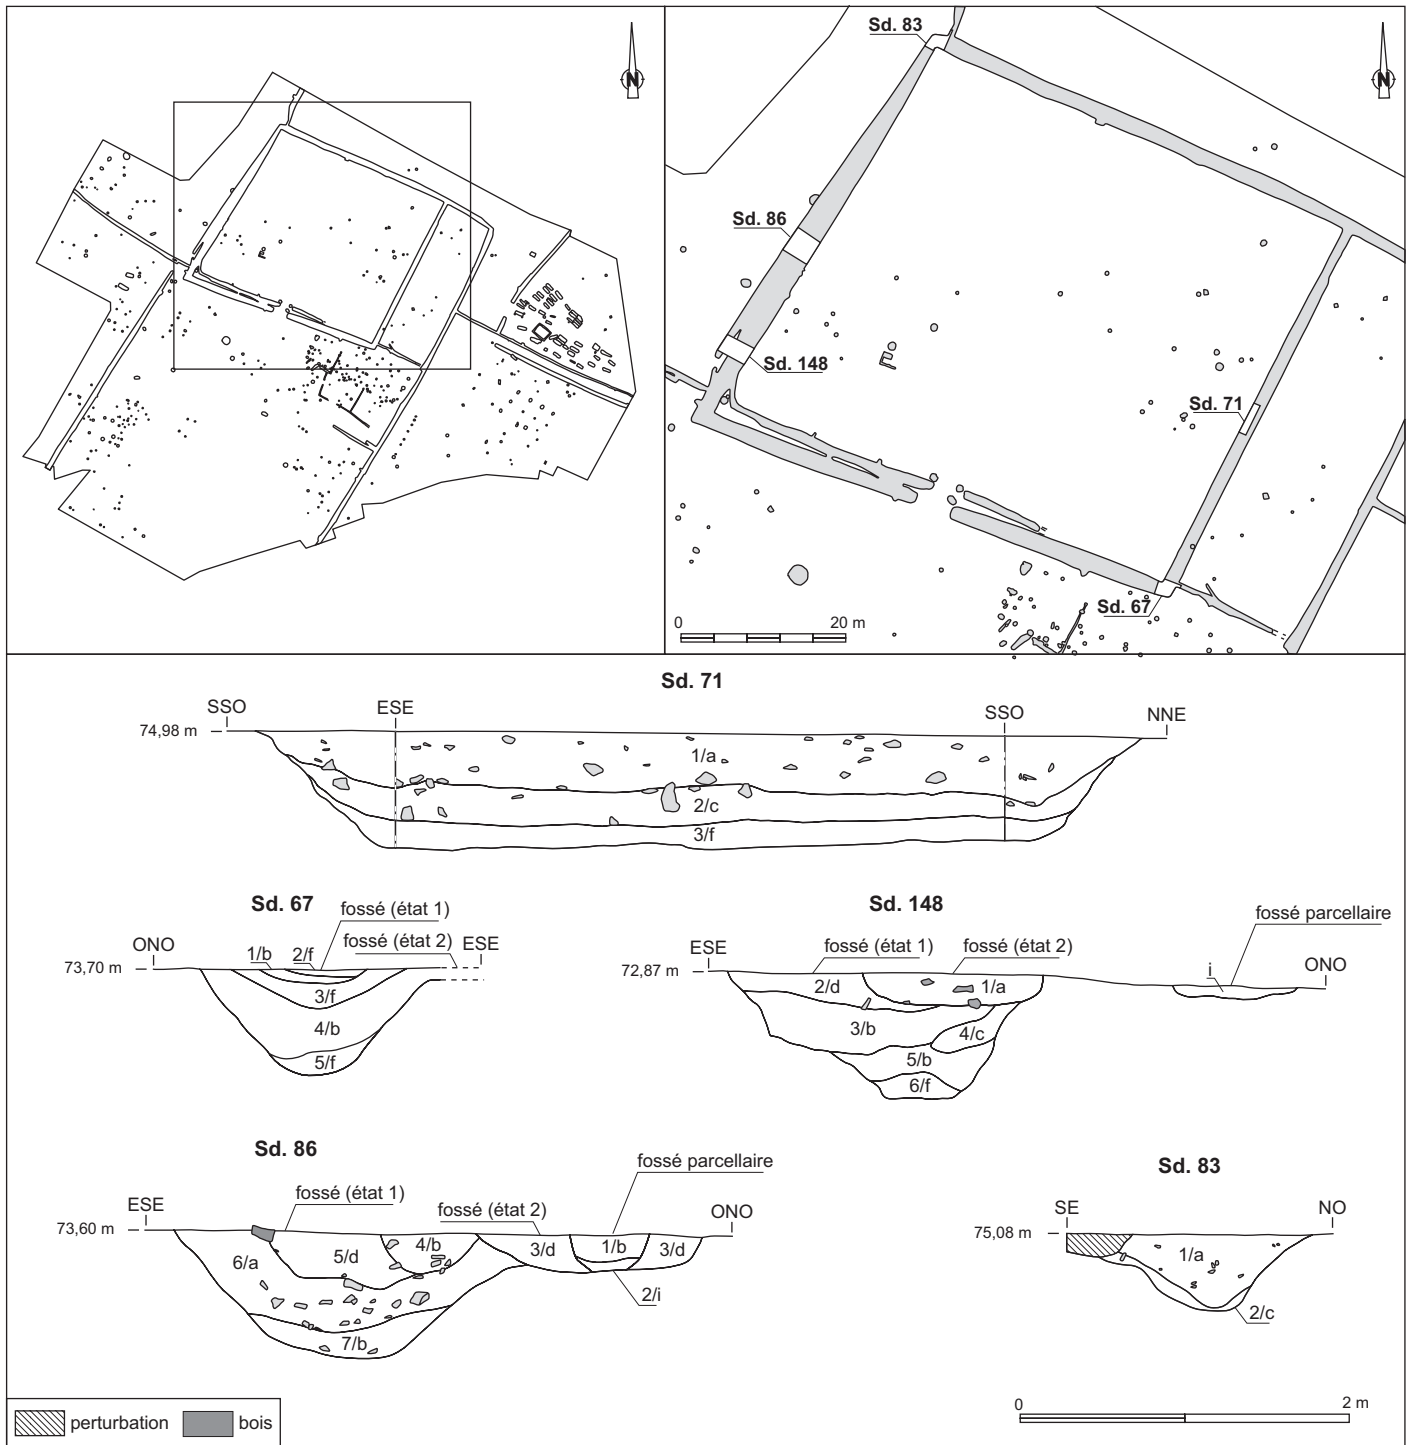 N
N
Sd. 83
Sd. 86
Sd. 148
Sd. 71
Sd. 67
0 20 m
Sd. 71
SSO ESE SSO NNE
74,98 m
1/a
2/c
3/f
Sd. 67
fossé (état 1)
fossé (état 2)
ONO ESE
73,70 m
1/b 2/f
3/f
4/b
5/f
Sd. 148
fossé parcellaire
fossé (état 1) fossé (état 2)
ESE ONO
72,87 m
i
2/d 1/a
3/b 4/c
5/b
6/f
Sd. 86
fossé parcellaire
fossé (état 1)
fossé (état 2)
ESE ONO
73,60 m
4/b 3/d 1/b 3/d
6/a 5/d
2/i
7/b
Sd. 83
SE NO
75,08 m
1/a
2/c
perturbation bois
0 2 m